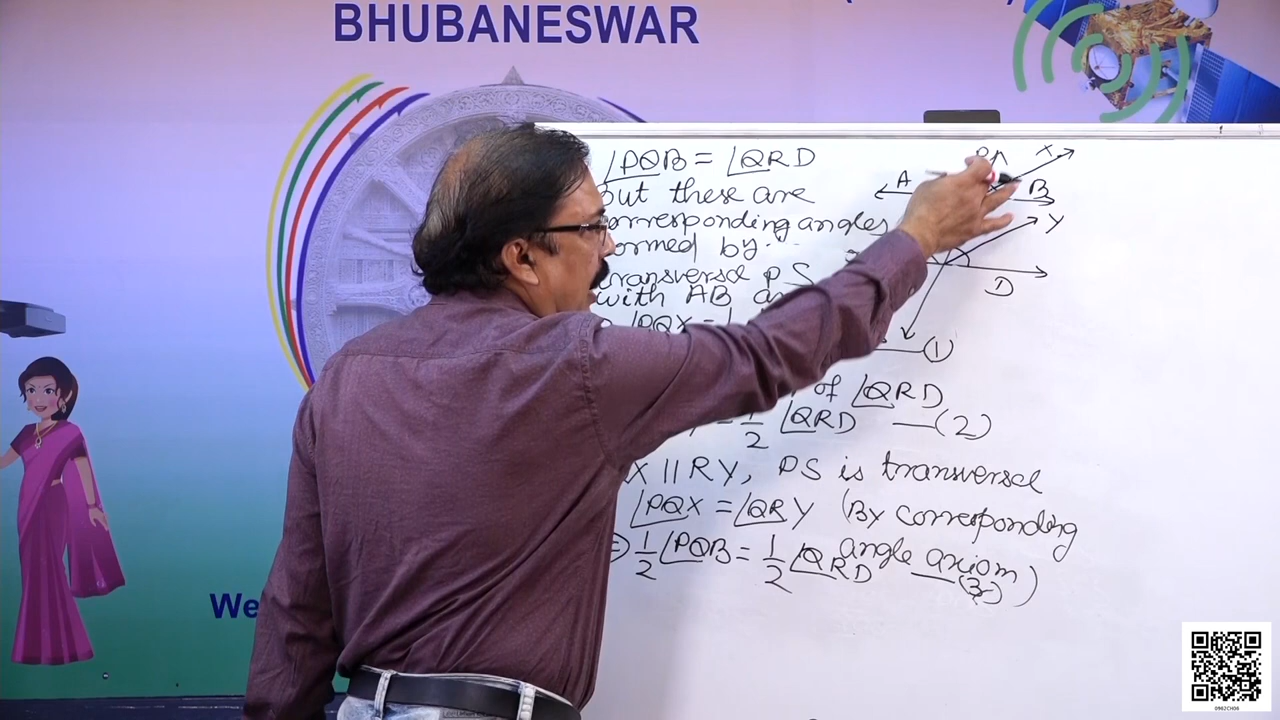 BHUBANESWAR
∠PQB = ∠QRD
But these are
corresponding angles
formed by
transversal PS
with AB
∠PQX =
(1)
of ∠QRD
= 1/2 ∠QRD —(2)
X || RY, PS is transversal
∠PQX = ∠QRY (By corresponding
angle axiom)
⇒ 1/2 ∠PQB = 1/2 ∠QRD —(3)
A
X
B
Y
D
We
0962CH06